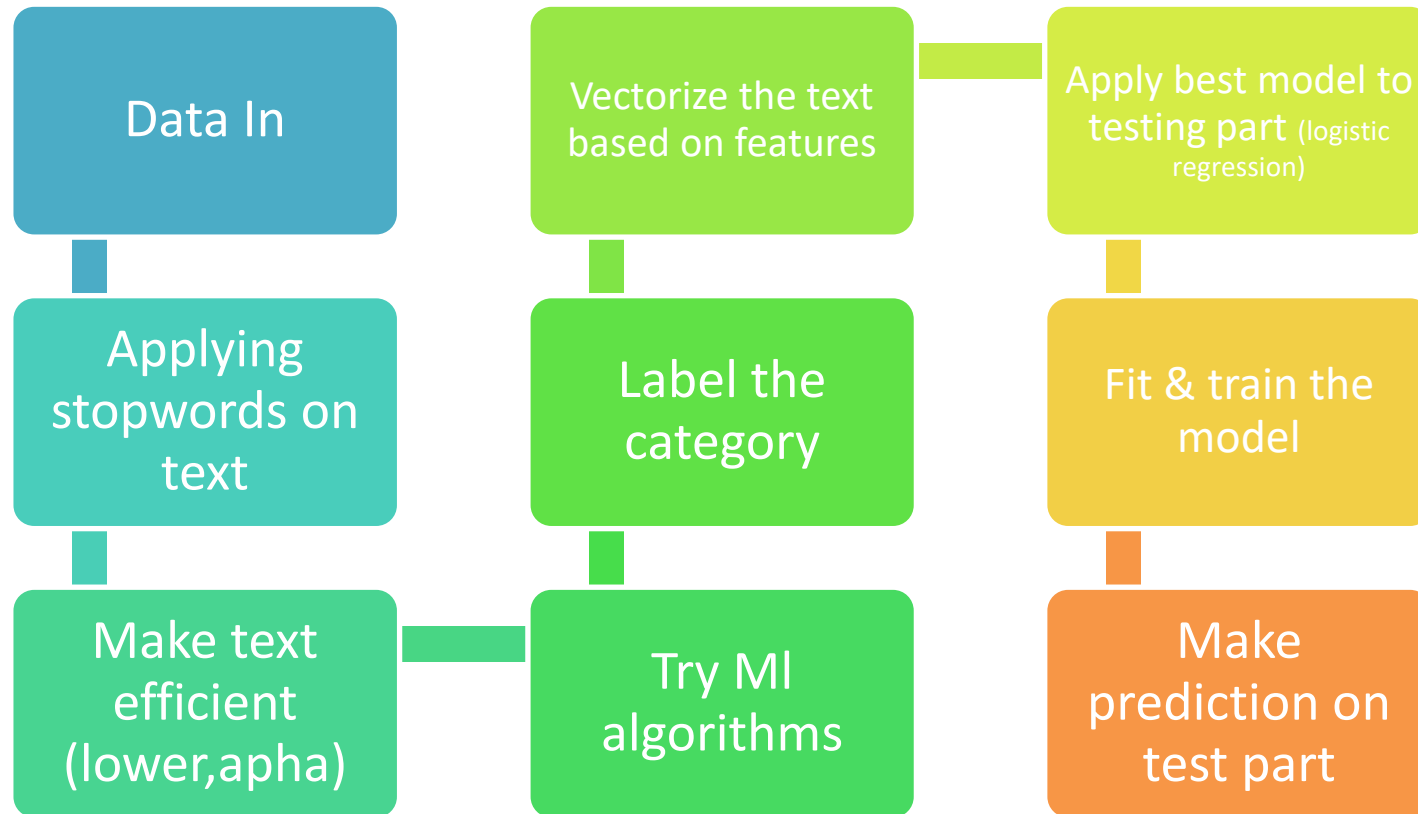 Data In
Applying
stopwords on
text
Make text
efficient
(lower,apha)
Try Ml
algorithms
Label the
category
Vectorize the text
based on features
Apply best model to
testing part (logistic
regression)
Fit & train the
model
Make
prediction on
test part